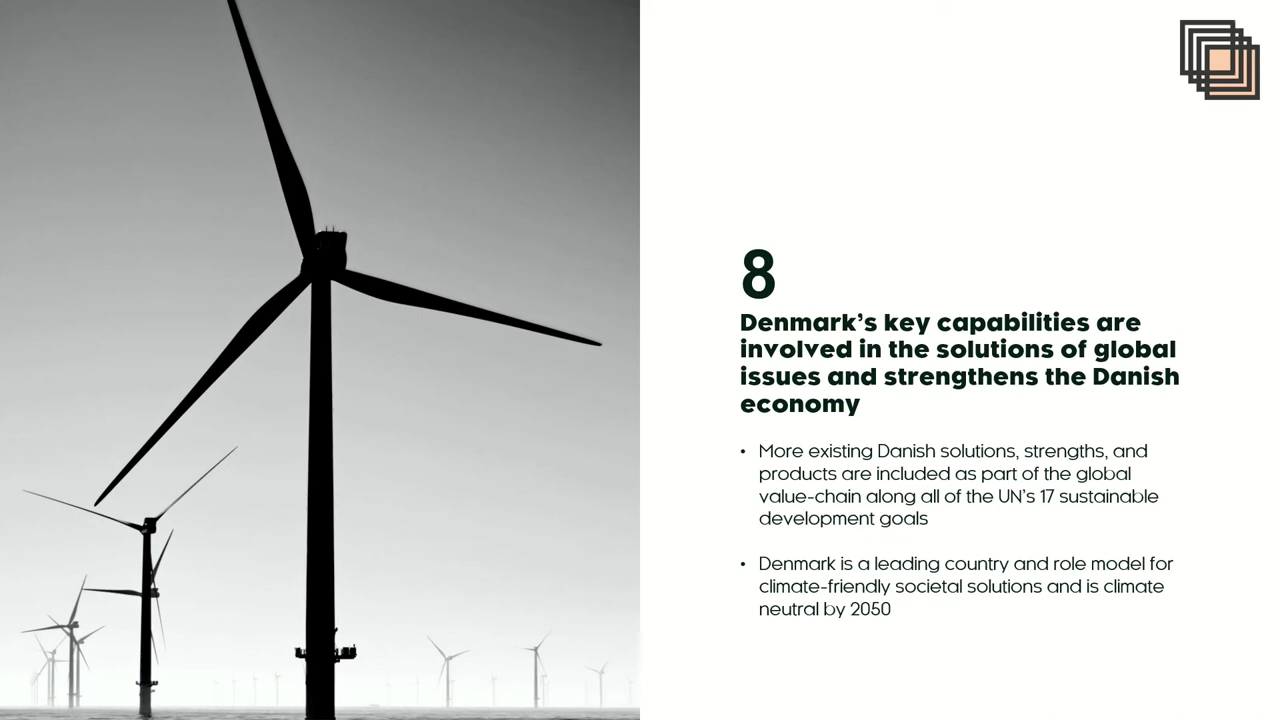 8
Denmark's key capabilities are
involved in the solutions of global
issues and strengthens the Danish
economy
• More existing Danish solutions, strengths, and
products are included as part of the global
value-chain along all of the UN's 17 sustainable
development goals
• Denmark is a leading country and role model for
climate-friendly societal solutions and is climate
neutral by 2050